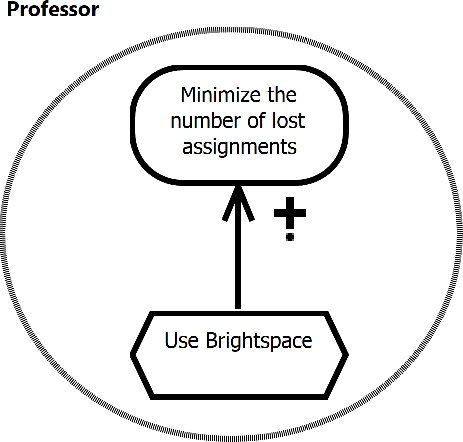 Professor
Minimize the
number of lost
assignments
Use Brightspace